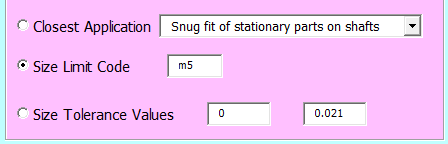 Closest Application Snug fit of stationary parts on shafts
Size Limit Code m5
Size Tolerance Values 0 0.021